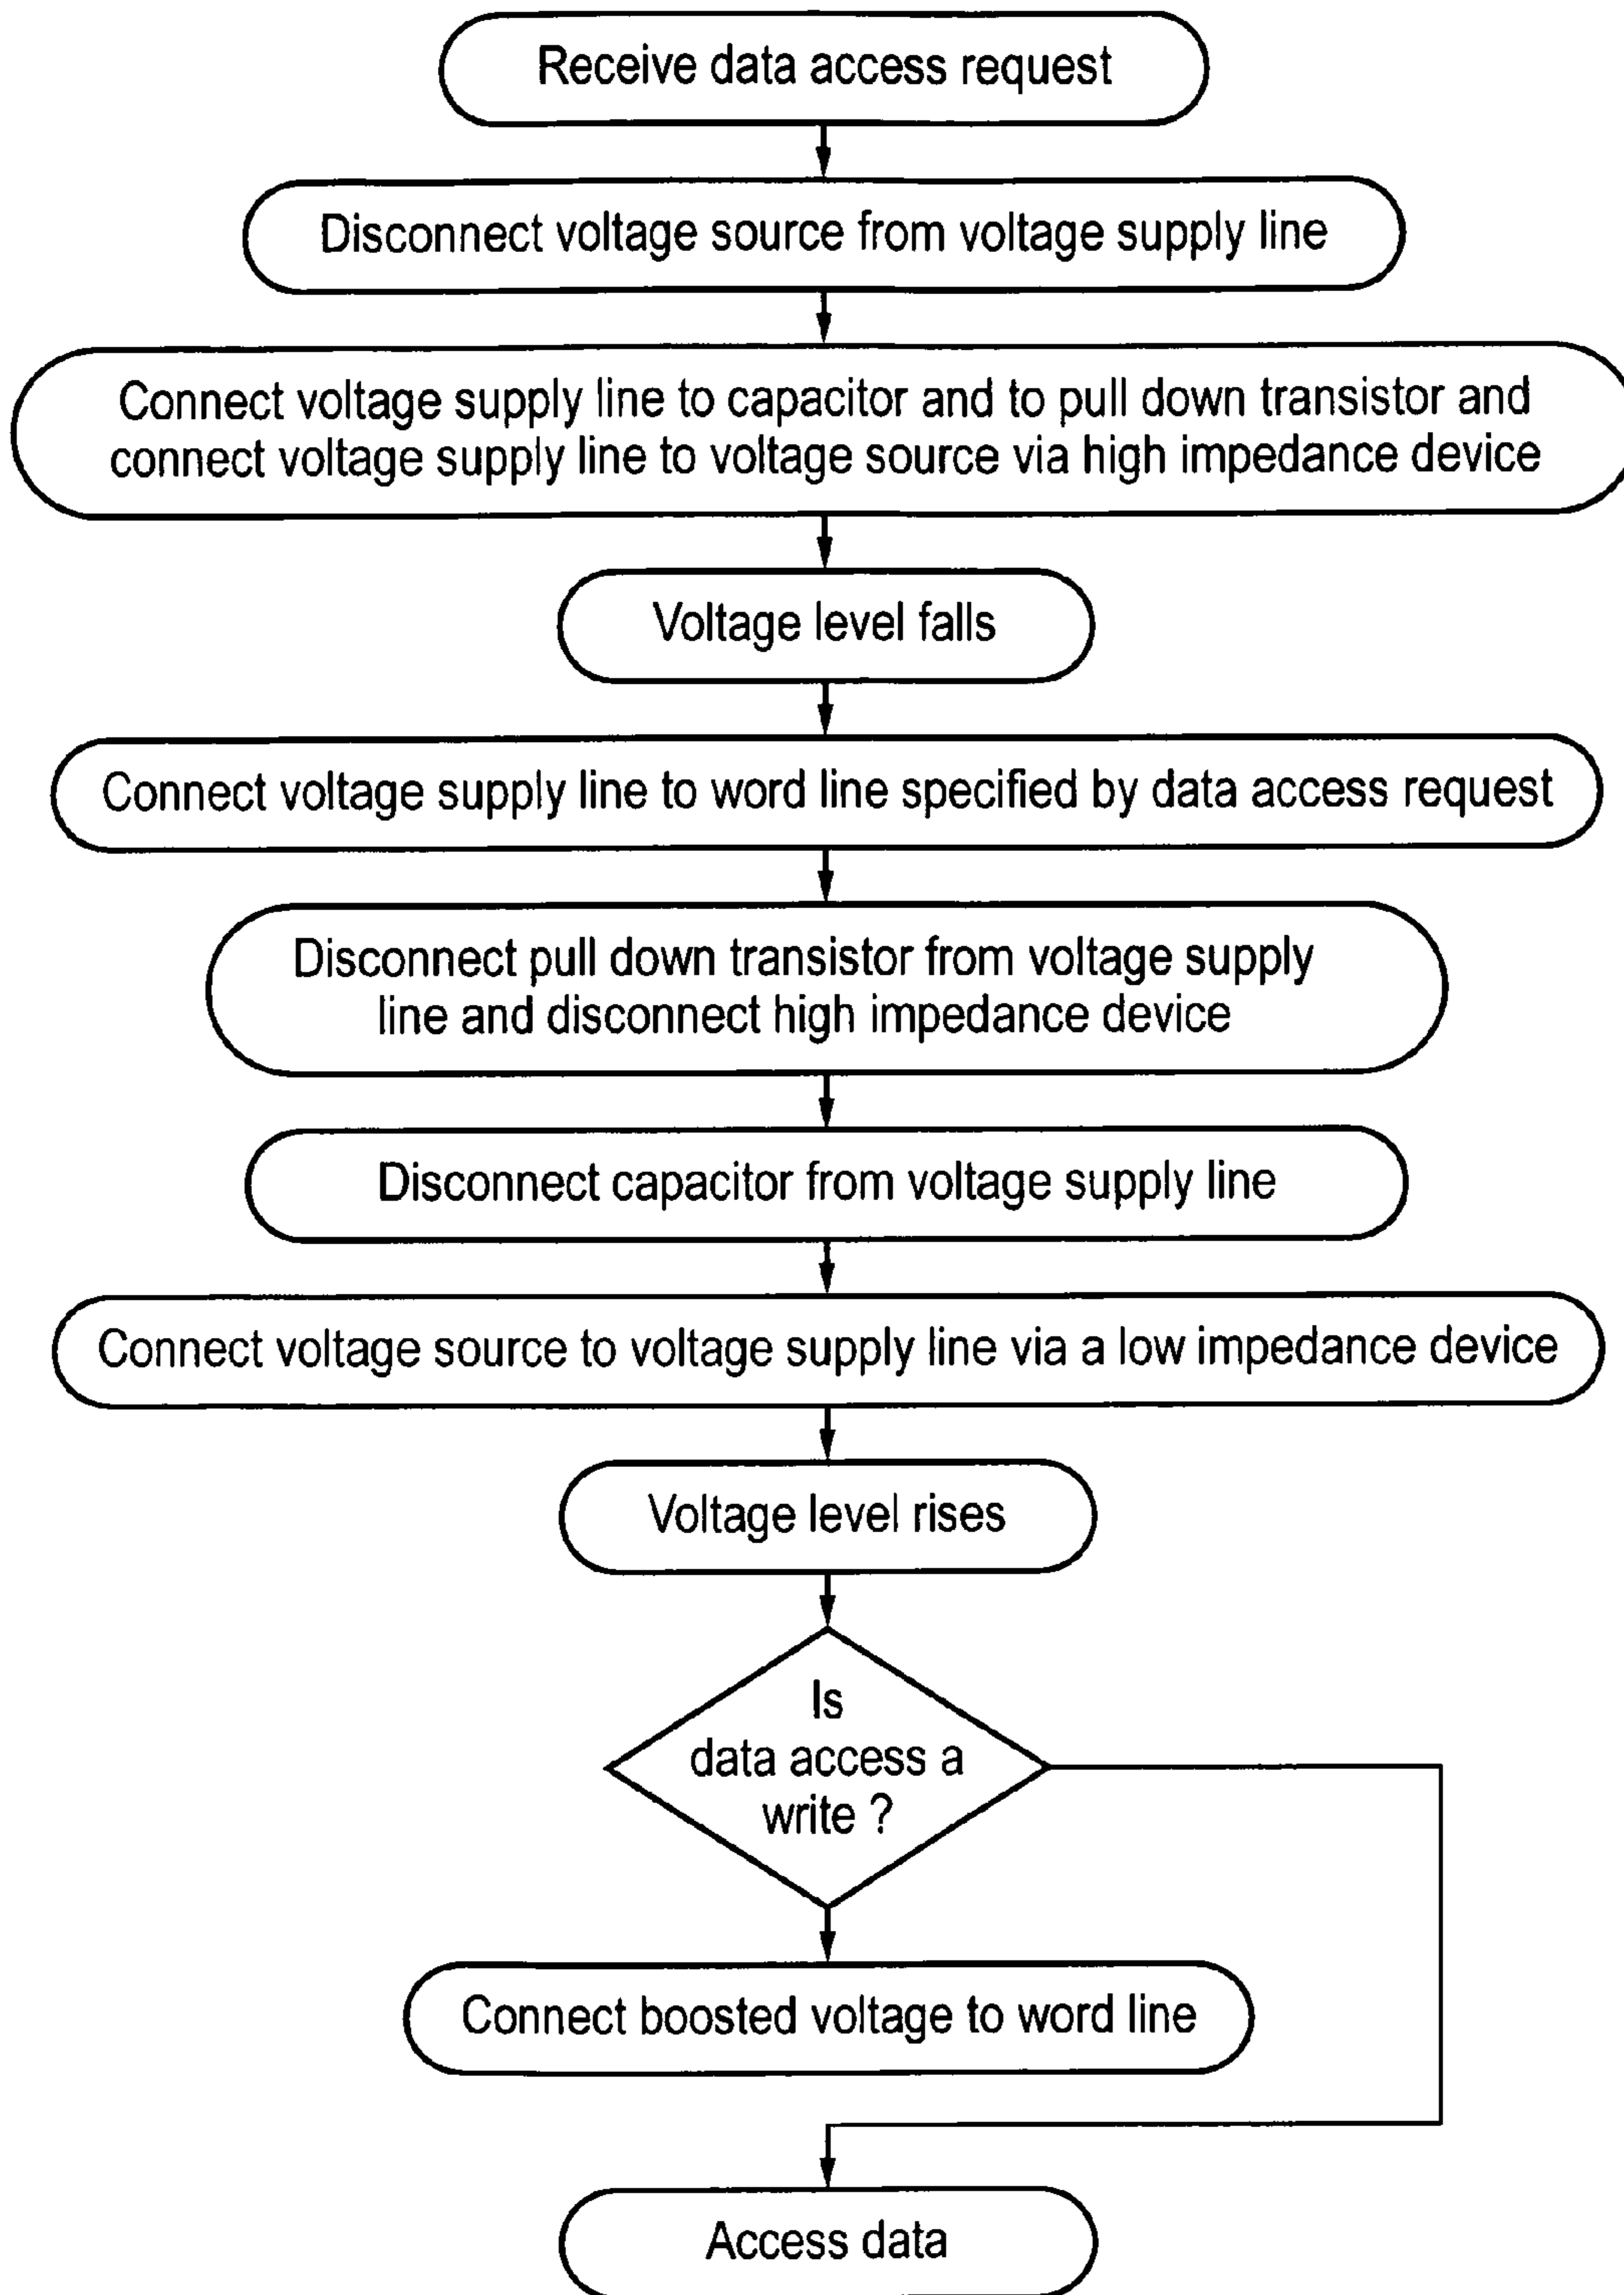 Receive data access request
Disconnect voltage source from voltage supply line
Connect voltage supply line to capacitor and to pull down transistor and
connect voltage supply line to voltage source via high impedance device
Voltage level falls
Connect voltage supply line to word line specified by data access request
Disconnect pull down transistor from voltage supply
line and disconnect high impedance device
Disconnect capacitor from voltage supply line
Connect voltage source to voltage supply line via a low impedance device
Voltage level rises
Is
data access a
write ?
Connect boosted voltage to word line
Access data